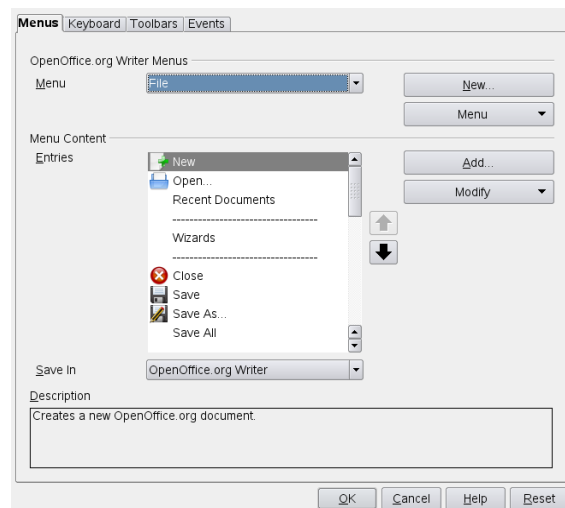 Menus Keyboard Toolbars Events
OpenOffice.org Writer Menus
Menu File New...
Menu
Menu Content
Entries New Add...
Open... Modify
Recent Documents
----------------------------------
Wizards
----------------------------------
Close
Save
Save As...
Save All
Save In OpenOffice.org Writer
Description
Creates a new OpenOffice.org document.
OK Cancel Help Reset